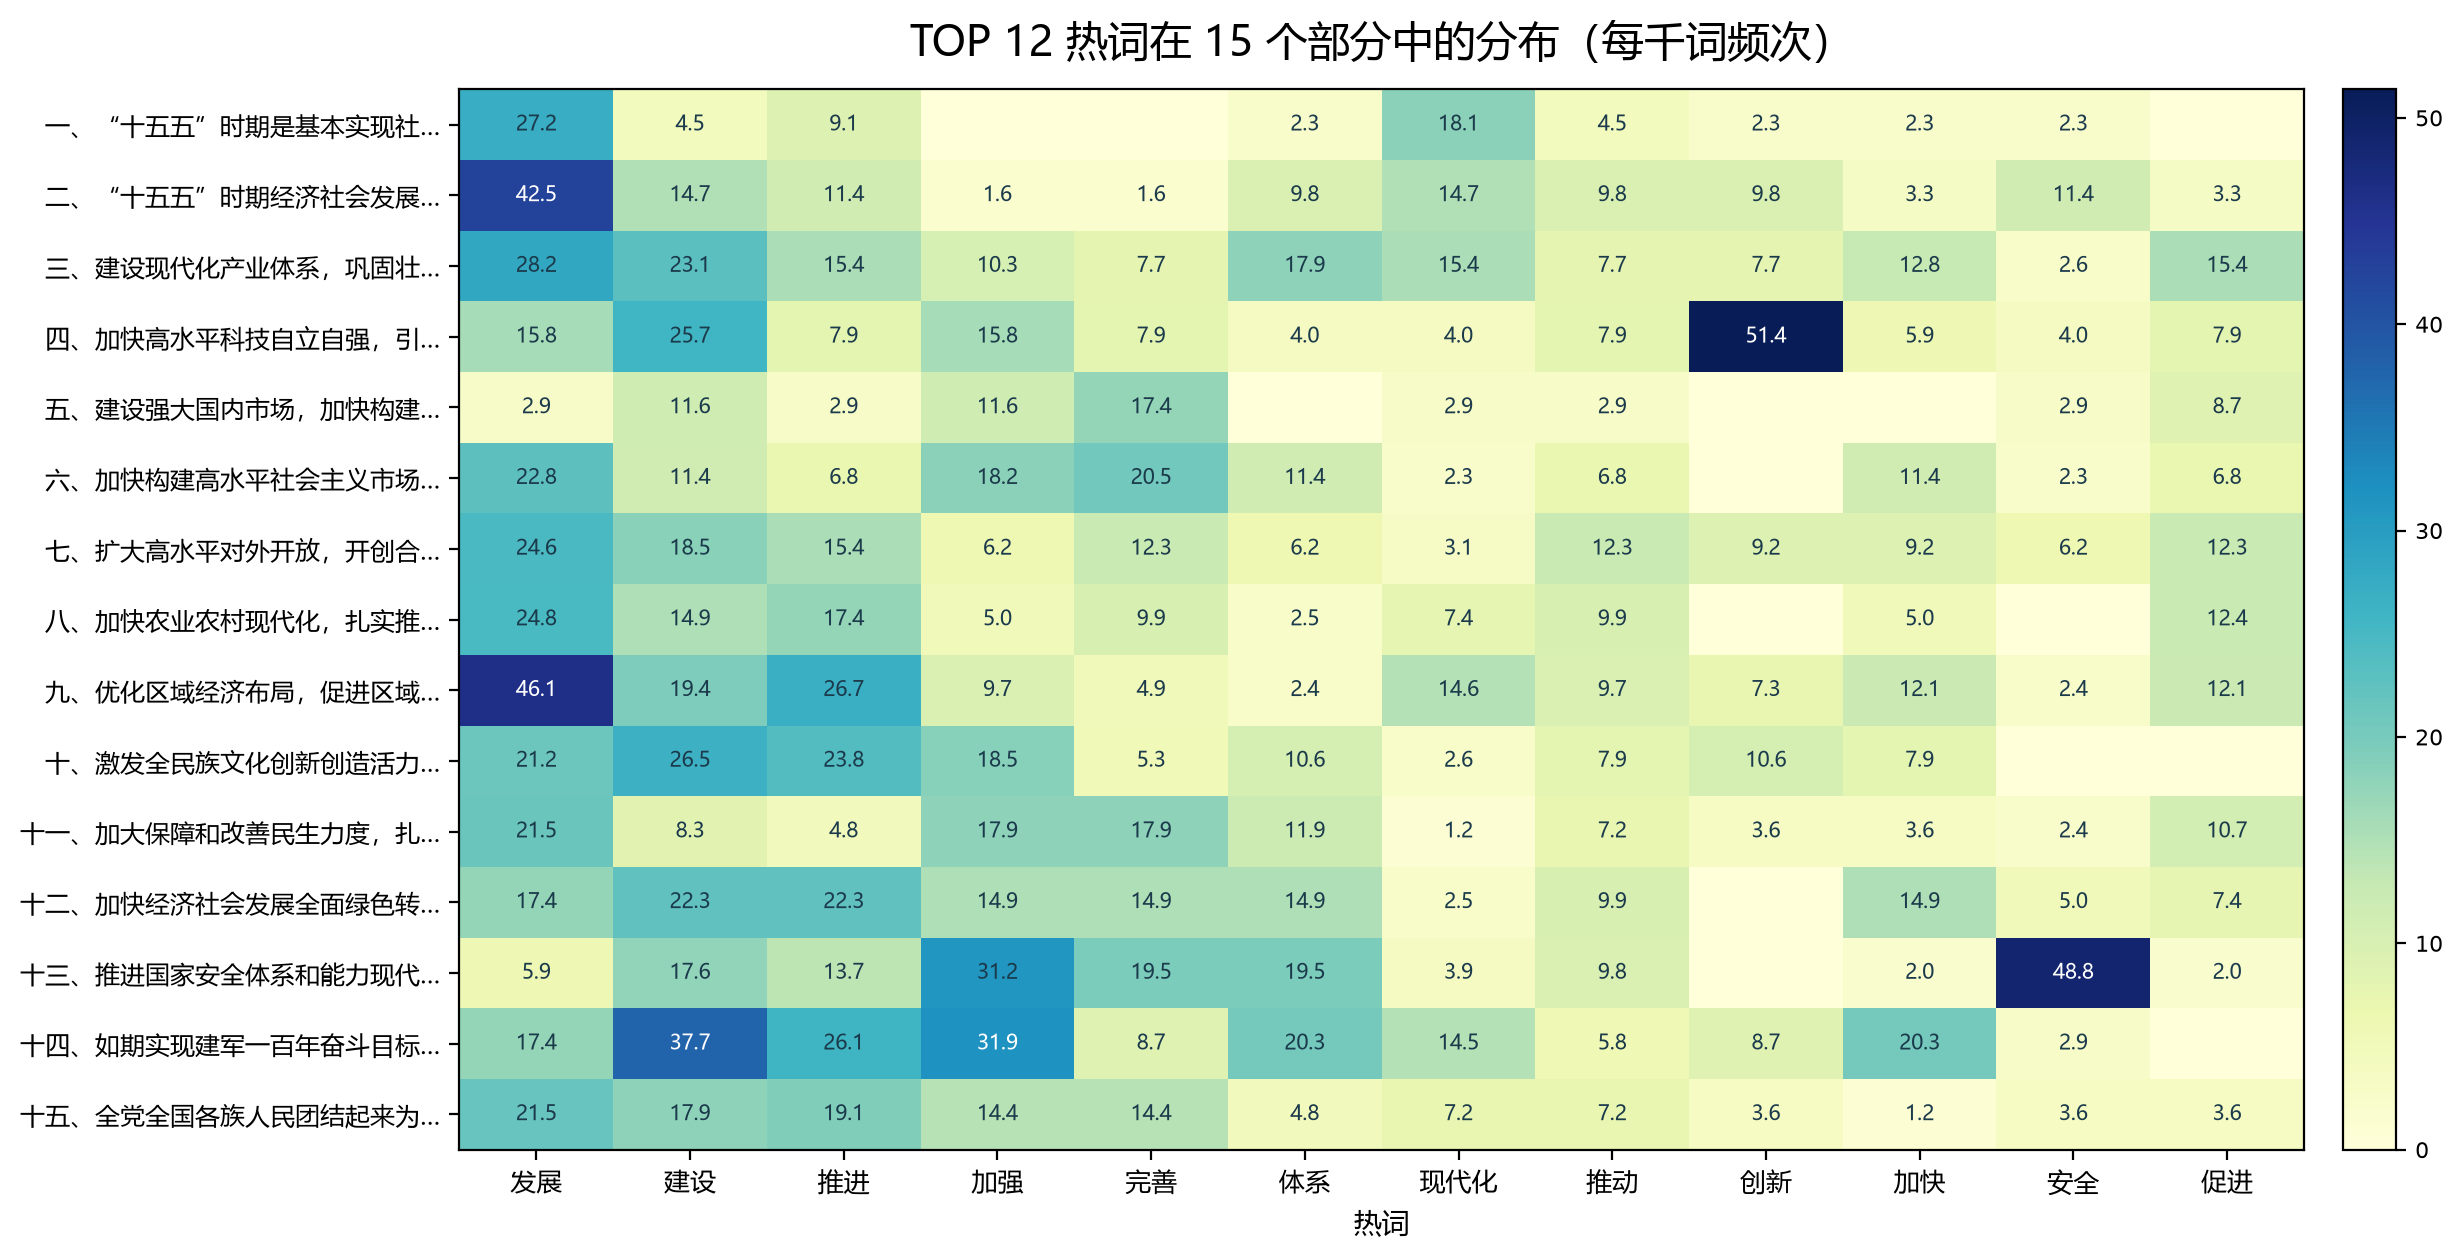 TOP 12 热词在 15 个部分中的分布（每千词频次）
一、“十五五”时期是基本实现社… 27.2 4.5 9.1 2.3 18.1 4.5 2.3 2.3 2.3
二、“十五五”时期经济社会发展… 42.5 14.7 11.4 1.6 1.6 9.8 14.7 9.8 9.8 3.3 11.4 3.3
三、建设现代化产业体系，巩固壮… 28.2 23.1 15.4 10.3 7.7 17.9 15.4 7.7 7.7 12.8 2.6 15.4
四、加快高水平科技自立自强，引… 15.8 25.7 7.9 15.8 7.9 4.0 4.0 7.9 51.4 5.9 4.0 7.9
五、建设强大国内市场，加快构建… 2.9 11.6 2.9 11.6 17.4 2.9 2.9 2.9 8.7
六、加快构建高水平社会主义市场… 22.8 11.4 6.8 18.2 20.5 11.4 2.3 6.8 11.4 2.3 6.8
七、扩大高水平对外开放，开创合… 24.6 18.5 15.4 6.2 12.3 6.2 3.1 12.3 9.2 9.2 6.2 12.3
八、加快农业农村现代化，扎实推… 24.8 14.9 17.4 5.0 9.9 2.5 7.4 9.9 5.0 12.4
九、优化区域经济布局，促进区域… 46.1 19.4 26.7 9.7 4.9 2.4 14.6 9.7 7.3 12.1 2.4 12.1
十、激发全民族文化创新创造活力… 21.2 26.5 23.8 18.5 5.3 10.6 2.6 7.9 10.6 7.9
十一、加大保障和改善民生力度，扎… 21.5 8.3 4.8 17.9 17.9 11.9 1.2 7.2 3.6 3.6 2.4 10.7
十二、加快经济社会发展全面绿色转… 17.4 22.3 22.3 14.9 14.9 14.9 2.5 9.9 14.9 5.0 7.4
十三、推进国家安全体系和能力现代… 5.9 17.6 13.7 31.2 19.5 19.5 3.9 9.8 2.0 48.8 2.0
十四、如期实现建军一百年奋斗目标… 17.4 37.7 26.1 31.9 8.7 20.3 14.5 5.8 8.7 20.3 2.9
十五、全党全国各族人民团结起来为… 21.5 17.9 19.1 14.4 14.4 4.8 7.2 7.2 3.6 1.2 3.6 3.6
发展 建设 推进 加强 完善 体系 现代化 推动 创新 加快 安全 促进
热词
50
40
30
20
10
0